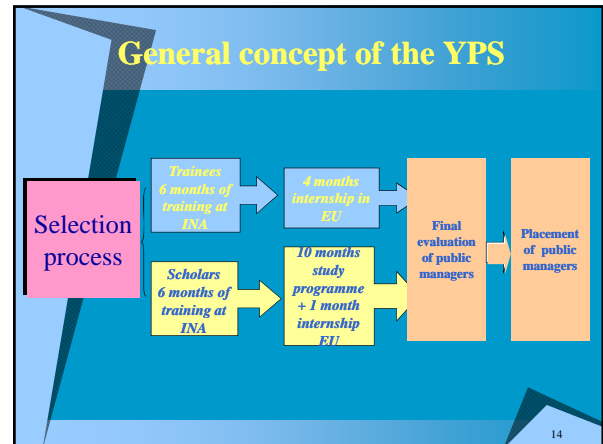 General concept of the YPS
Selection
process
Trainees
6 months of
training at
INA
4 months
internship in
EU
Scholars
6 months of
training at
INA
10 months
study
programme
+ 1 month
internship
EU
Final
evaluation
of public
managers
Placement
of public
managers
14